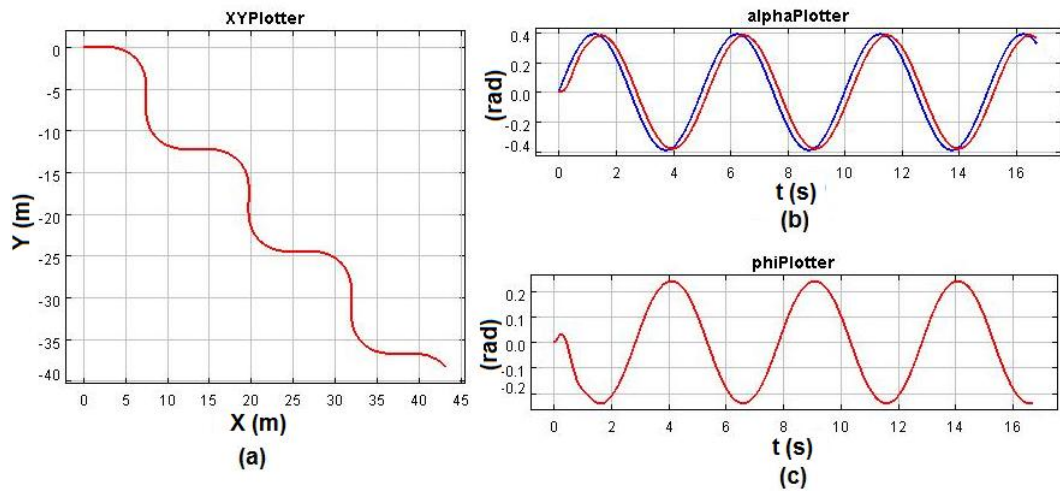 XYPlotter
0
-5
-10
-15
-20
-25
-30
-35
-40
Y (m)
0 5 10 15 20 25 30 35 40 45
X (m)
(a)
alphaPlotter
0.4
0.2
0.0
-0.2
-0.4
(rad)
0 2 4 6 8 10 12 14 16
t (s)
(b)
phiPlotter
0.2
0.1
0.0
-0.1
-0.2
(rad)
0 2 4 6 8 10 12 14 16
t (s)
(c)